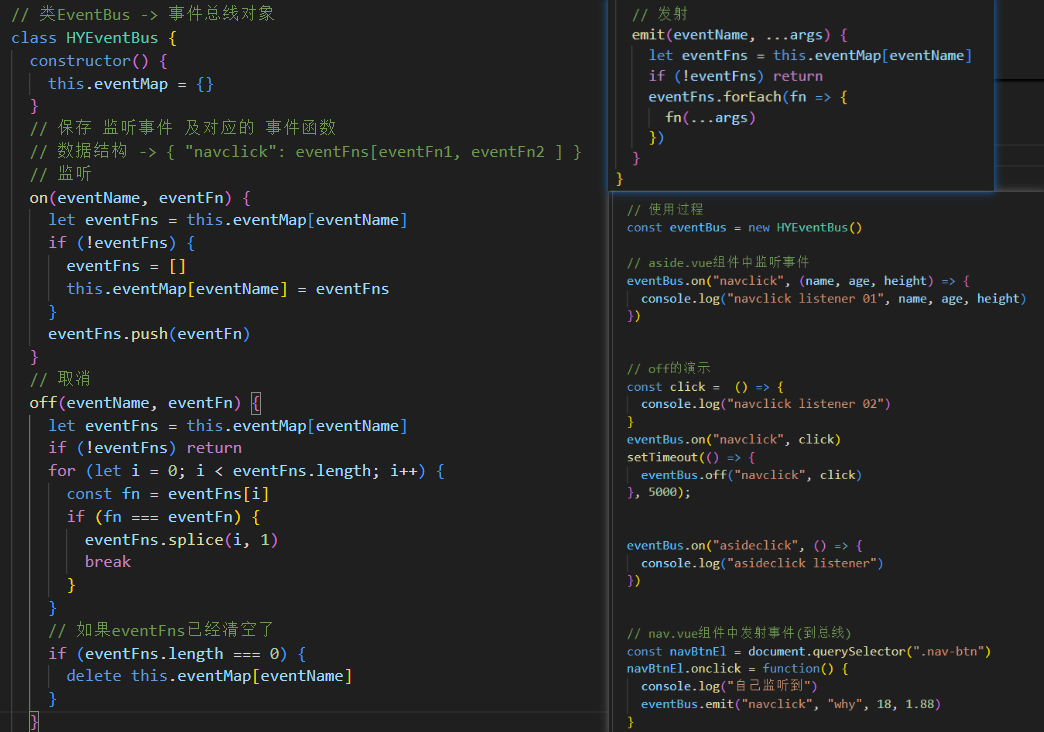 // 类EventBus -> 事件总线对象
class HYEventBus {
constructor() {
this.eventMap = {}
}
// 保存 监听事件 及对应的 事件函数
// 数据结构 -> { "navclick": eventFns[eventFn1, eventFn2 ] }
// 监听
on(eventName, eventFn) {
let eventFns = this.eventMap[eventName]
if (!eventFns) {
eventFns = []
this.eventMap[eventName] = eventFns
}
eventFns.push(eventFn)
}
// 取消
off(eventName, eventFn) {
let eventFns = this.eventMap[eventName]
if (!eventFns) return
for (let i = 0; i < eventFns.length; i++) {
const fn = eventFns[i]
if (fn === eventFn) {
eventFns.splice(i, 1)
break
}
}
// 如果eventFns已经清空了
if (eventFns.length === 0) {
delete this.eventMap[eventName]
}
}
// 发射
emit(eventName, ...args) {
let eventFns = this.eventMap[eventName]
if (!eventFns) return
eventFns.forEach(fn => {
fn(...args)
})
}
}
// 使用过程
const eventBus = new HYEventBus()
// aside.vue组件中监听事件
eventBus.on("navclick", (name, age, height) => {
console.log("navclick listener 01", name, age, height)
})
// off的演示
const click =  () => {
console.log("navclick listener 02")
}
eventBus.on("navclick", click)
setTimeout(() => {
eventBus.off("navclick", click)
}, 5000);
eventBus.on("asideclick", () => {
console.log("asideclick listener")
})
// nav.vue组件中发射事件(到总线)
const navBtnEl = document.querySelector(".nav-btn")
navBtnEl.onclick = function() {
console.log("自己监听到")
eventBus.emit("navclick", "why", 18, 1.88)
}